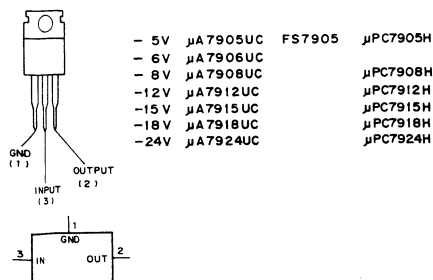 - 5V µA7905UC FS7905 µPC7905H
- 6V µA7906UC
- 8V µA7908UC µPC7908H
-12V µA7912UC µPC7912H
-15V µA7915UC µPC7915H
-18V µA7918UC µPC7918H
-24V µA7924UC µPC7924H
GND
(1)
OUTPUT
(2)
INPUT
(3)
1
GND
3 IN OUT 2